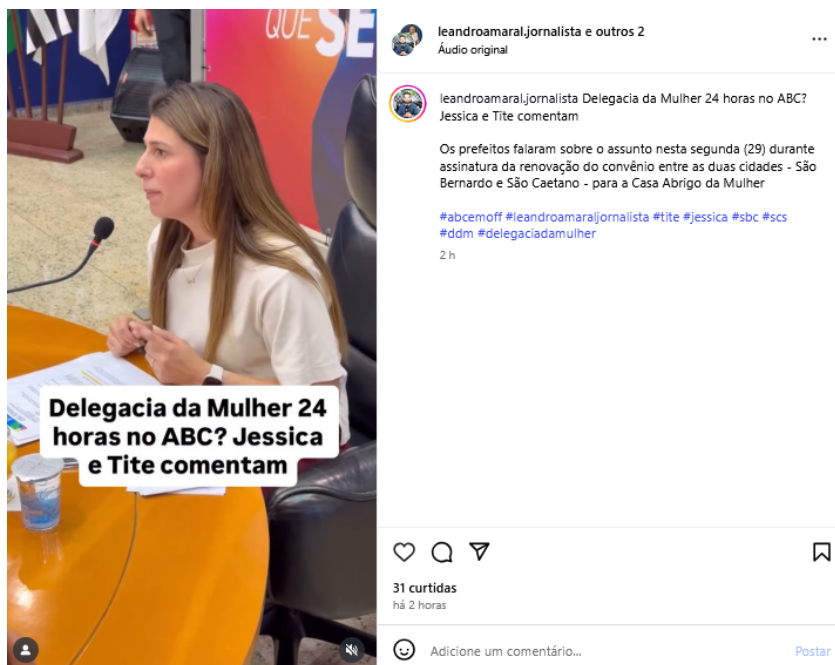 QUE SE
Delegacia da Mulher 24
horas no ABC? Jessica
e Tite comentam
leandroamaral.jornalista e outros 2
Áudio original
leandroamaral.jornalista Delegacia da Mulher 24 horas no ABC?
Jessica e Tite comentam
Os prefeitos falaram sobre o assunto nesta segunda (29) durante
assinatura da renovação do convênio entre as duas cidades - São
Bernardo e São Caetano - para a Casa Abrigo da Mulher
#abcemoff #leandroamaraljornalista #tite #jessica #sbc #scs
#ddm #delegaciadamulher
2 h
31 curtidas
há 2 horas
Adicione um comentário...
Postar